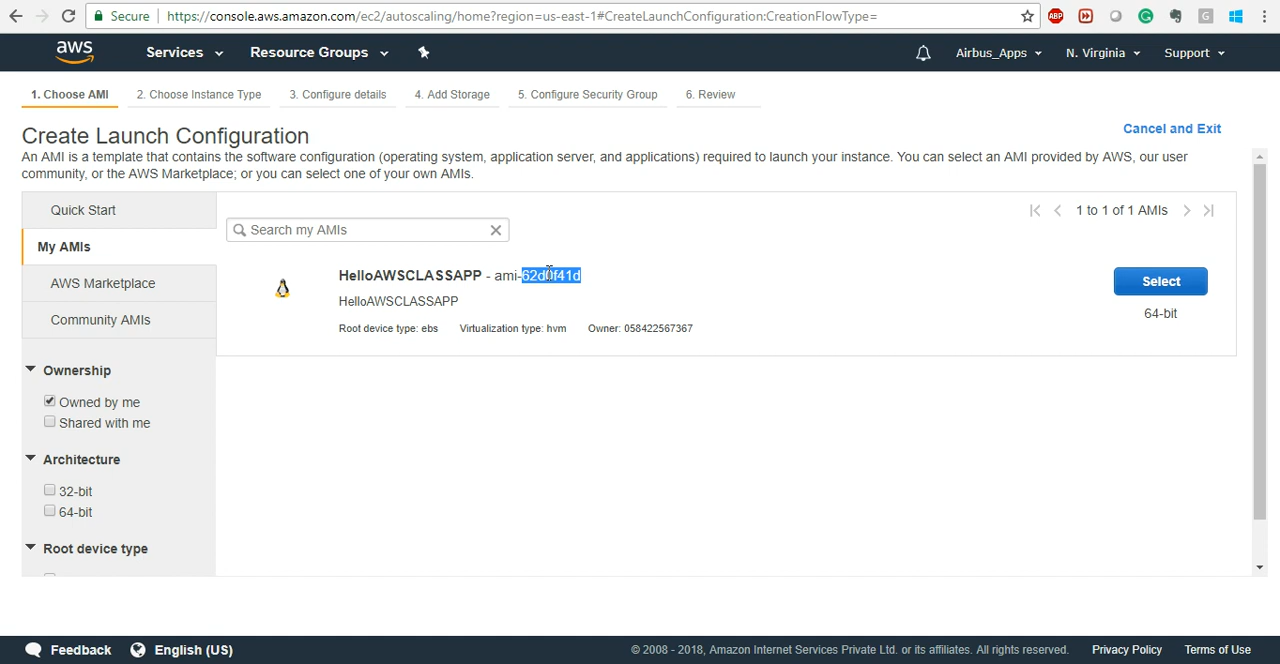 Secure https://console.aws.amazon.com/ec2/autoscaling/home?region=us-east-1#CreateLaunchConfiguration:CreationFlowType=
ABP G G
aws Services Resource Groups Airbus_Apps N. Virginia Support
1. Choose AMI 2. Choose Instance Type 3. Configure details 4. Add Storage 5. Configure Security Group 6. Review
Create Launch Configuration
Cancel and Exit
An AMI is a template that contains the software configuration (operating system, application server, and applications) required to launch your instance. You can select an AMI provided by AWS, our user
community, or the AWS Marketplace; or you can select one of your own AMIs.
Quick Start
My AMIs
AWS Marketplace
Community AMIs
Ownership
Owned by me
Shared with me
Architecture
32-bit
64-bit
Root device type
Search my AMIs
1 to 1 of 1 AMIs
HelloAWSCLASSAPP - ami-62d0f41d
HelloAWSCLASSAPP
Root device type: ebs Virtualization type: hvm Owner: 058422567367
Select
64-bit
Feedback English (US) © 2008 - 2018, Amazon Internet Services Private Ltd. or its affiliates. All rights reserved. Privacy Policy Terms of Use